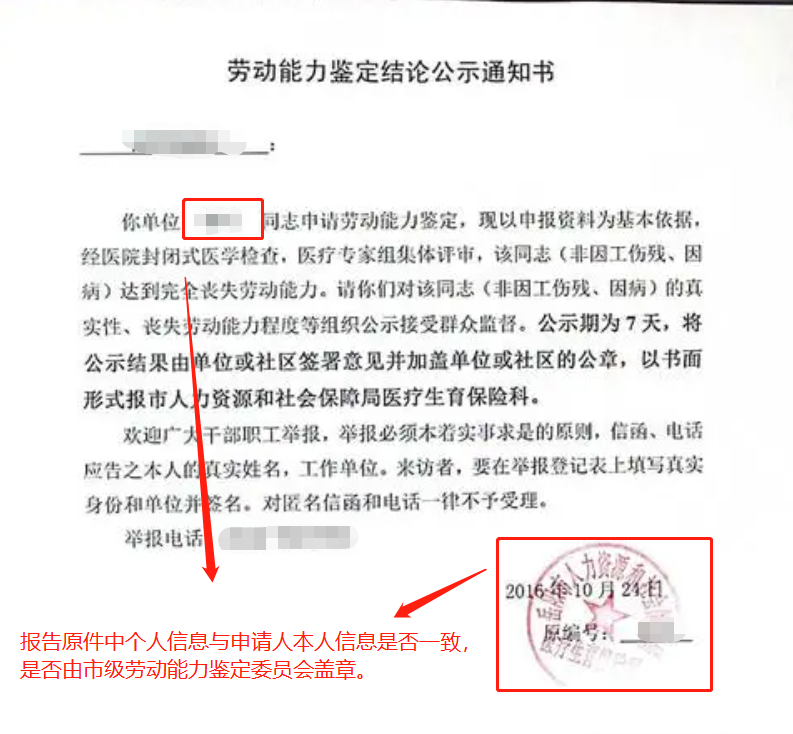 劳动能力鉴定结论公示通知书
：
你单位 同志申请劳动能力鉴定，现以申报资料为基本依据，
经医院封闭式医学检查，医疗专家组集体评审，该同志（非因工伤残、因
病）达到完全丧失劳动能力。请你们对该同志（非因工伤残、因病）的真
实性、丧失劳动能力程度等组织公示接受群众监督。公示期为 7 天，将
公示结果由单位或社区签署意见并加盖单位或社区的公章，以书面
形式报市人力资源和社会保障局医疗生育保险科。
欢迎广大干部职工举报，举报必须本着实事求是的原则，信函、电话
应告之本人的真实姓名，工作单位。来访者，要在举报登记表上填写真实
身份和单位并签名。对匿名信函和电话一律不予受理。
举报电话
市人力资源和
2016 年 10 月 24 日
原编号：
医疗生育
报告原件中个人信息与申请人本人信息是否一致，
是否由市级劳动能力鉴定委员会盖章。